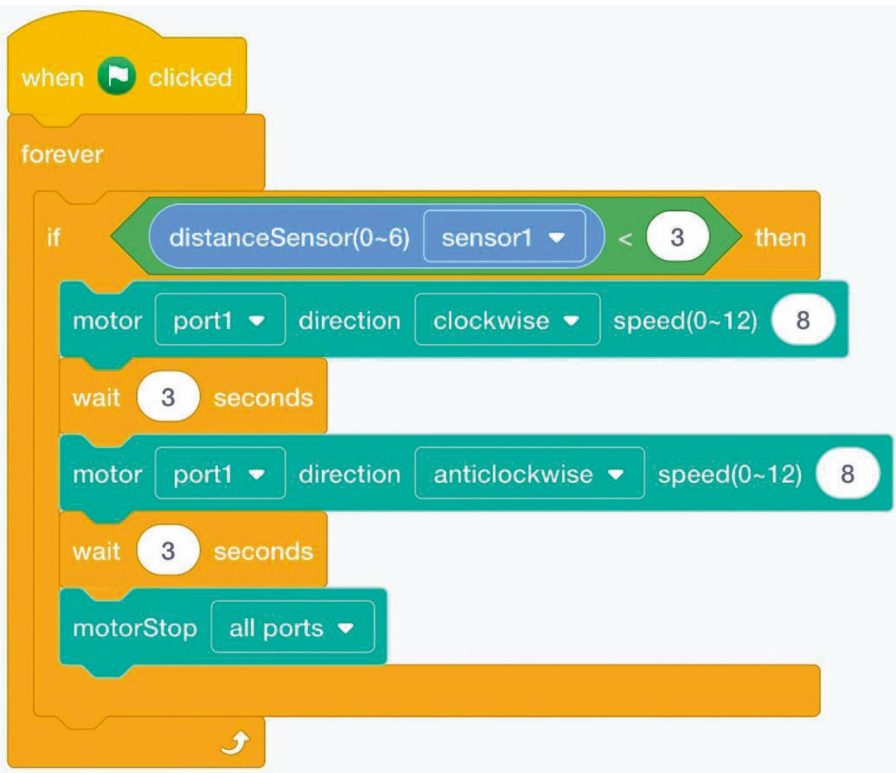 when clicked
forever
if distanceSensor(0~6) sensor1 < 3 then
motor port1 direction clockwise speed(0~12) 8
wait 3 seconds
motor port1 direction anticlockwise speed(0~12) 8
wait 3 seconds
motorStop all ports